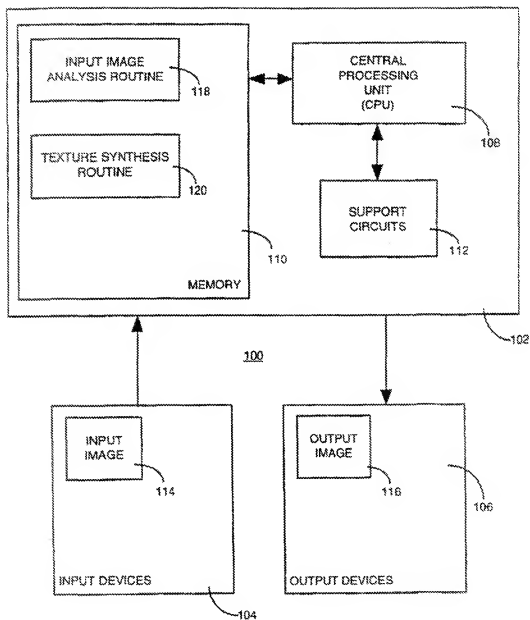 INPUT IMAGE
ANALYSIS ROUTINE
118
TEXTURE SYNTHESIS
ROUTINE
120
110
MEMORY
CENTRAL
PROCESSING
UNIT
(CPU)
108
SUPPORT
CIRCUITS
112
102
100
INPUT
IMAGE
114
INPUT DEVICES
104
OUTPUT
IMAGE
116
106
OUTPUT DEVICES